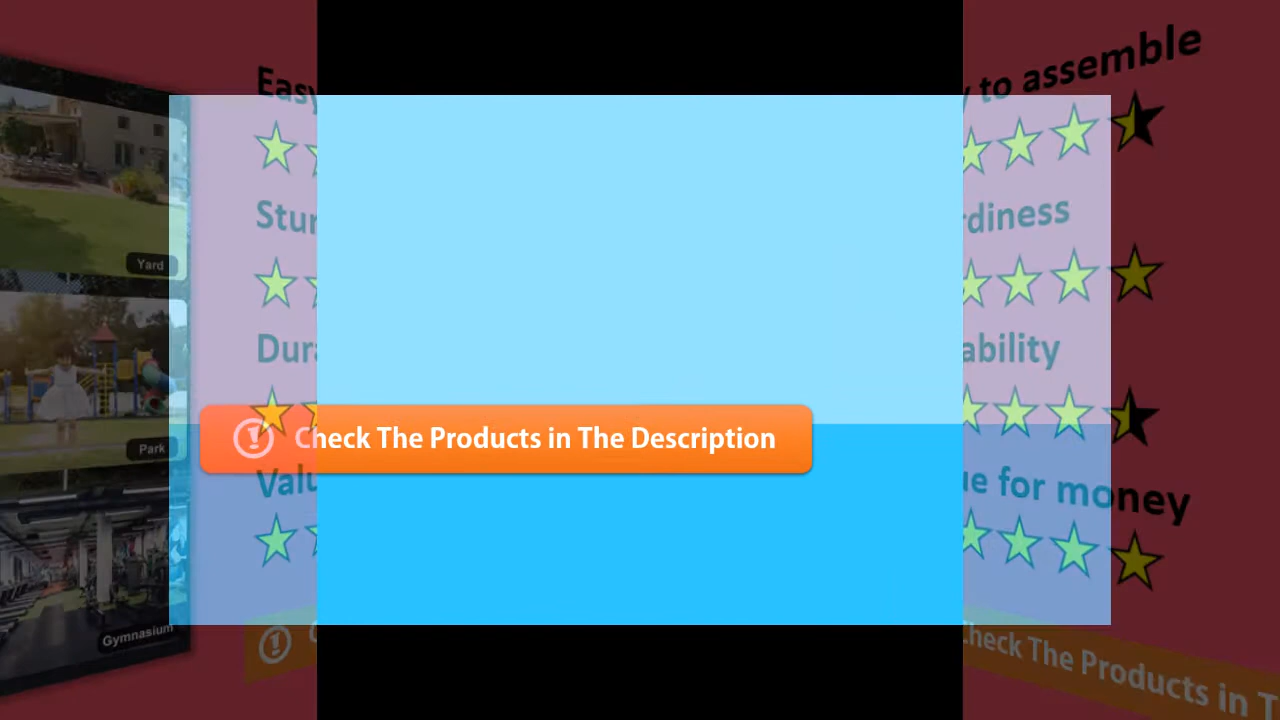 Easy
y to assemble
Stur
rdiness
Yard
Dura
ability
Check The Products in The Description
Park
Valu
ue for money
Gymnasium
C
Check The Products in T